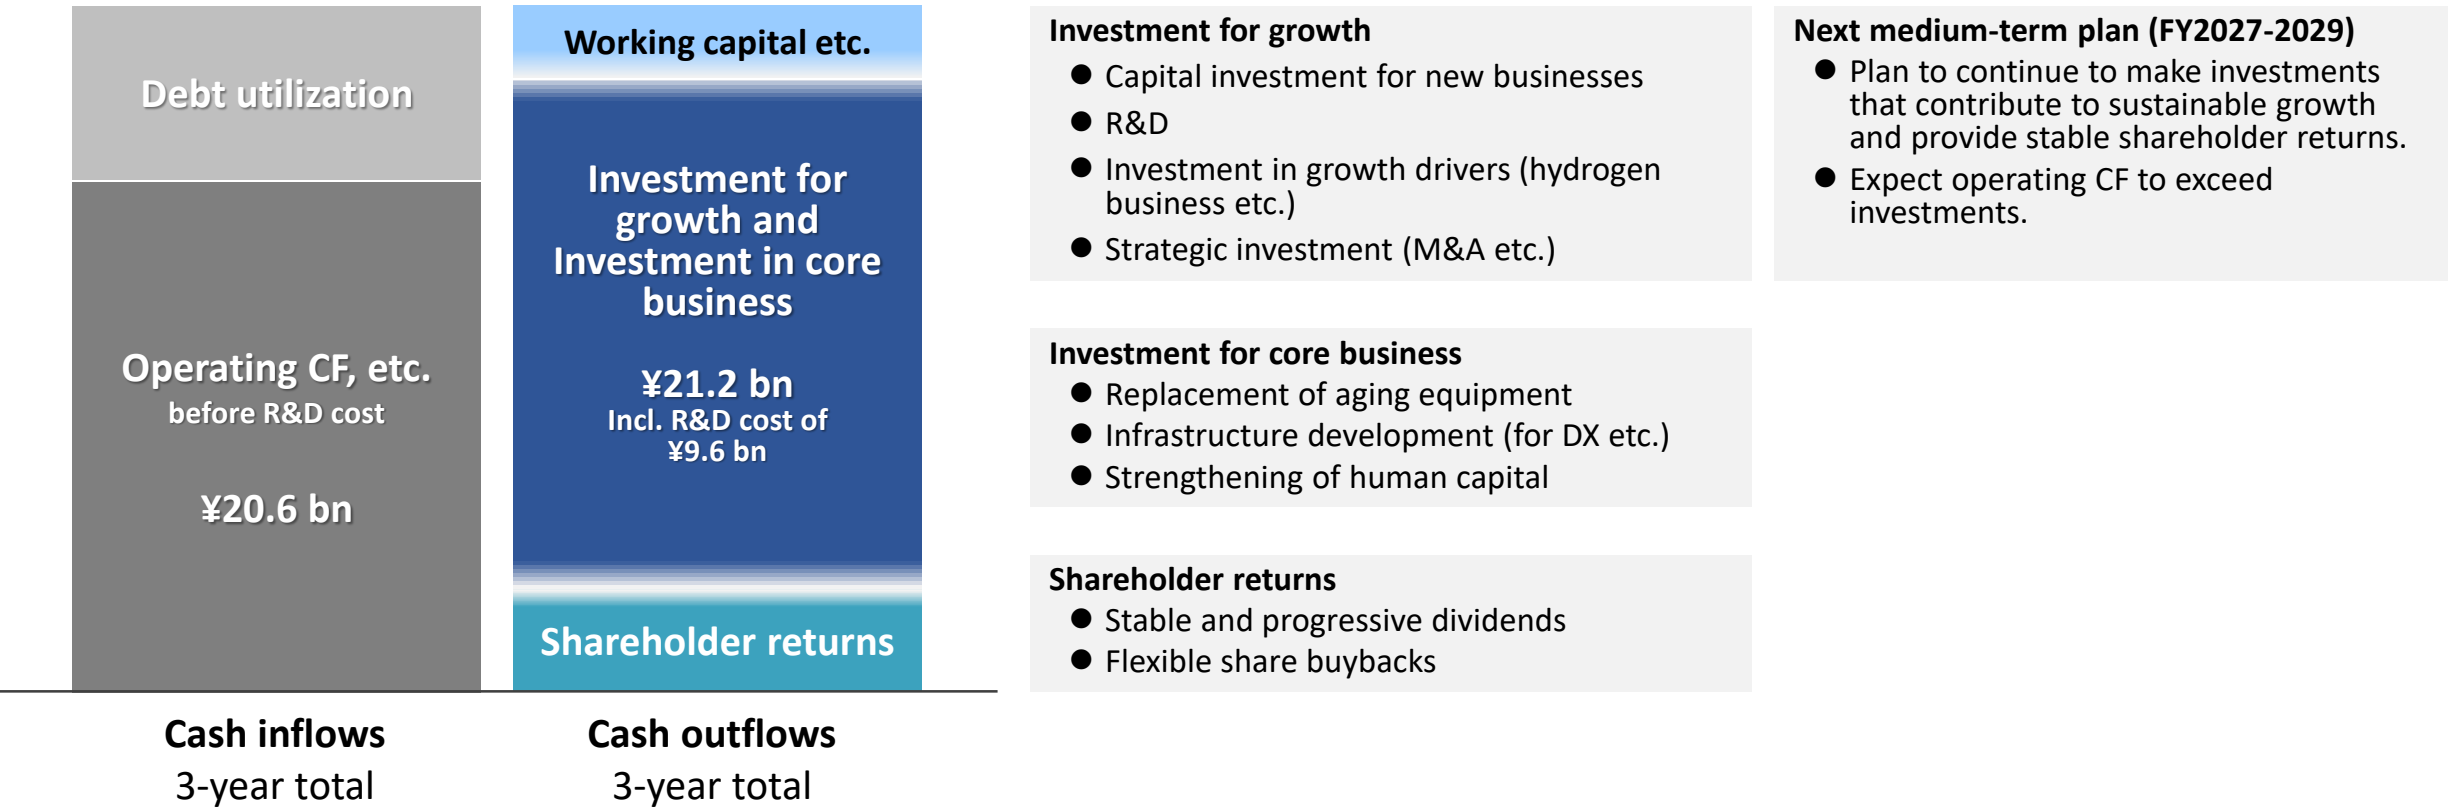 Debt utilization
Operating CF, etc.
before R&D cost
¥20.6 bn
Cash inflows
3-year total
Working capital etc.
Investment for
growth and
Investment in core
business
¥21.2 bn
Incl. R&D cost of
¥9.6 bn
Shareholder returns
Cash outflows
3-year total
Investment for growth
● Capital investment for new businesses
● R&D
● Investment in growth drivers (hydrogen
business etc.)
● Strategic investment (M&A etc.)
Investment for core business
● Replacement of aging equipment
● Infrastructure development (for DX etc.)
● Strengthening of human capital
Shareholder returns
● Stable and progressive dividends
● Flexible share buybacks
Next medium-term plan (FY2027-2029)
● Plan to continue to make investments
that contribute to sustainable growth
and provide stable shareholder returns.
● Expect operating CF to exceed
investments.